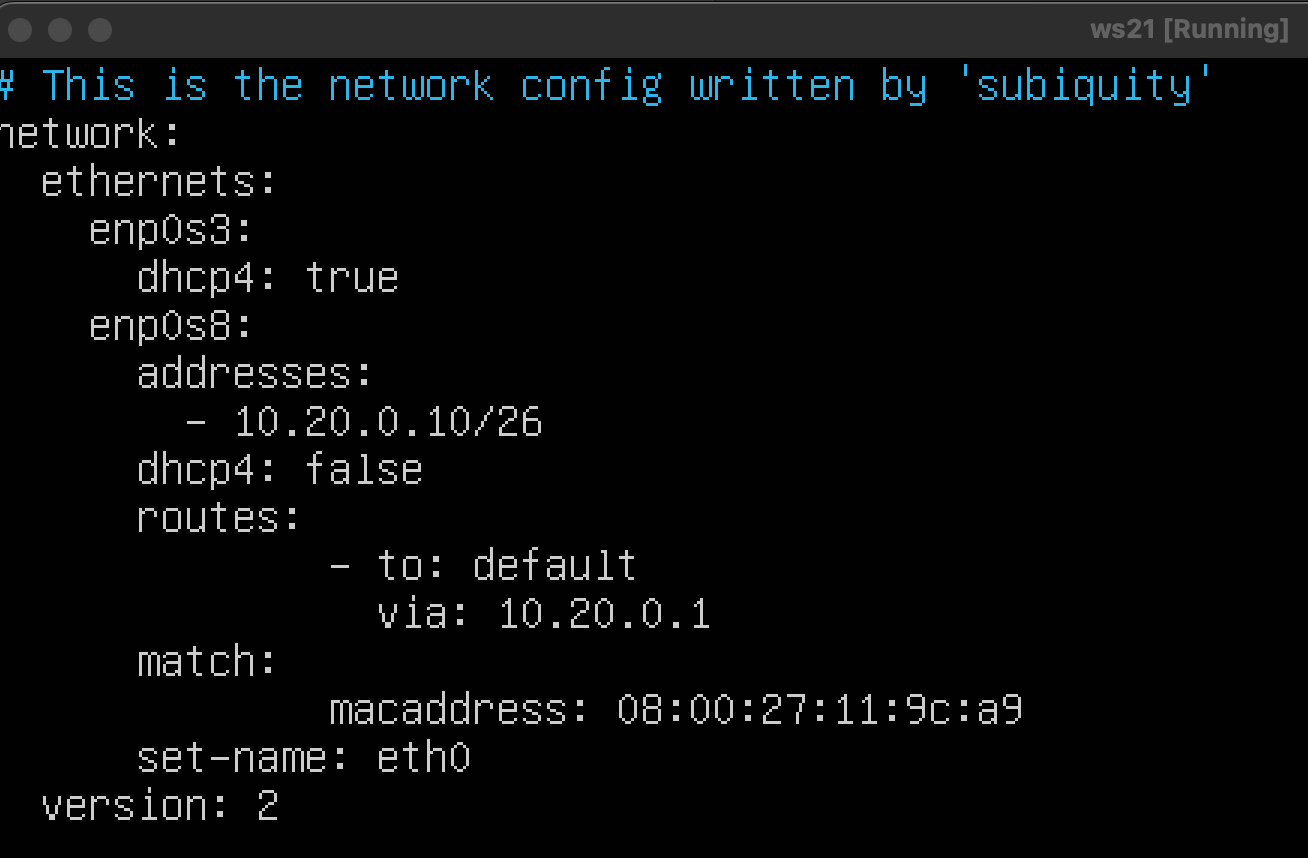 ws21 [Running]
# This is the network config written by 'subiquity'
network:
  ethernets:
    enp0s3:
      dhcp4: true
    enp0s8:
      addresses:
        - 10.20.0.10/26
      dhcp4: false
      routes:
              - to: default
                via: 10.20.0.1
      match:
              macaddress: 08:00:27:11:9c:a9
      set-name: eth0
  version: 2